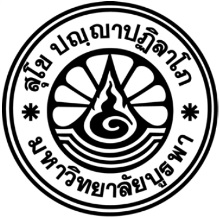 สุโข ปญฺญาปฏิลาโภ
มหาวิทยาลัยบูรพา